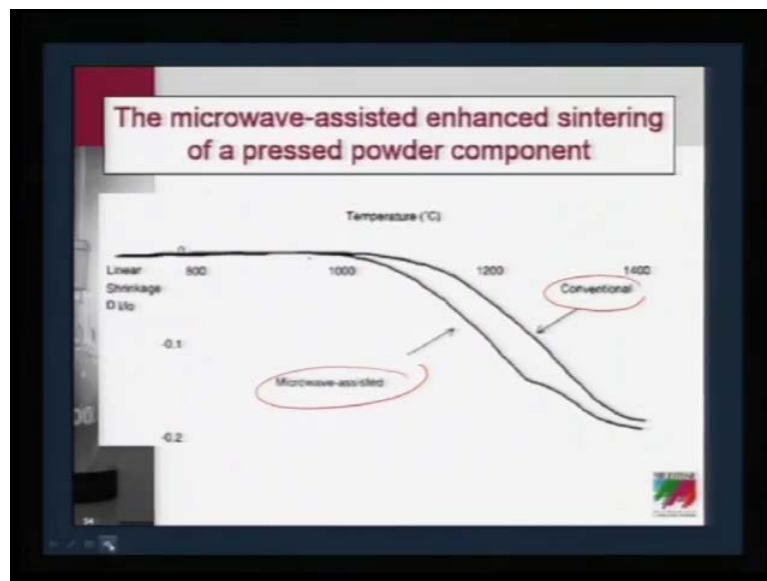 The microwave-assisted enhanced sintering
of a pressed powder component
Temperature (°C)
0
Linear 800 1000 1200 1400
Shrinkage
D l/lo
Conventional
-0.1
Microwave-assisted
-0.2
34